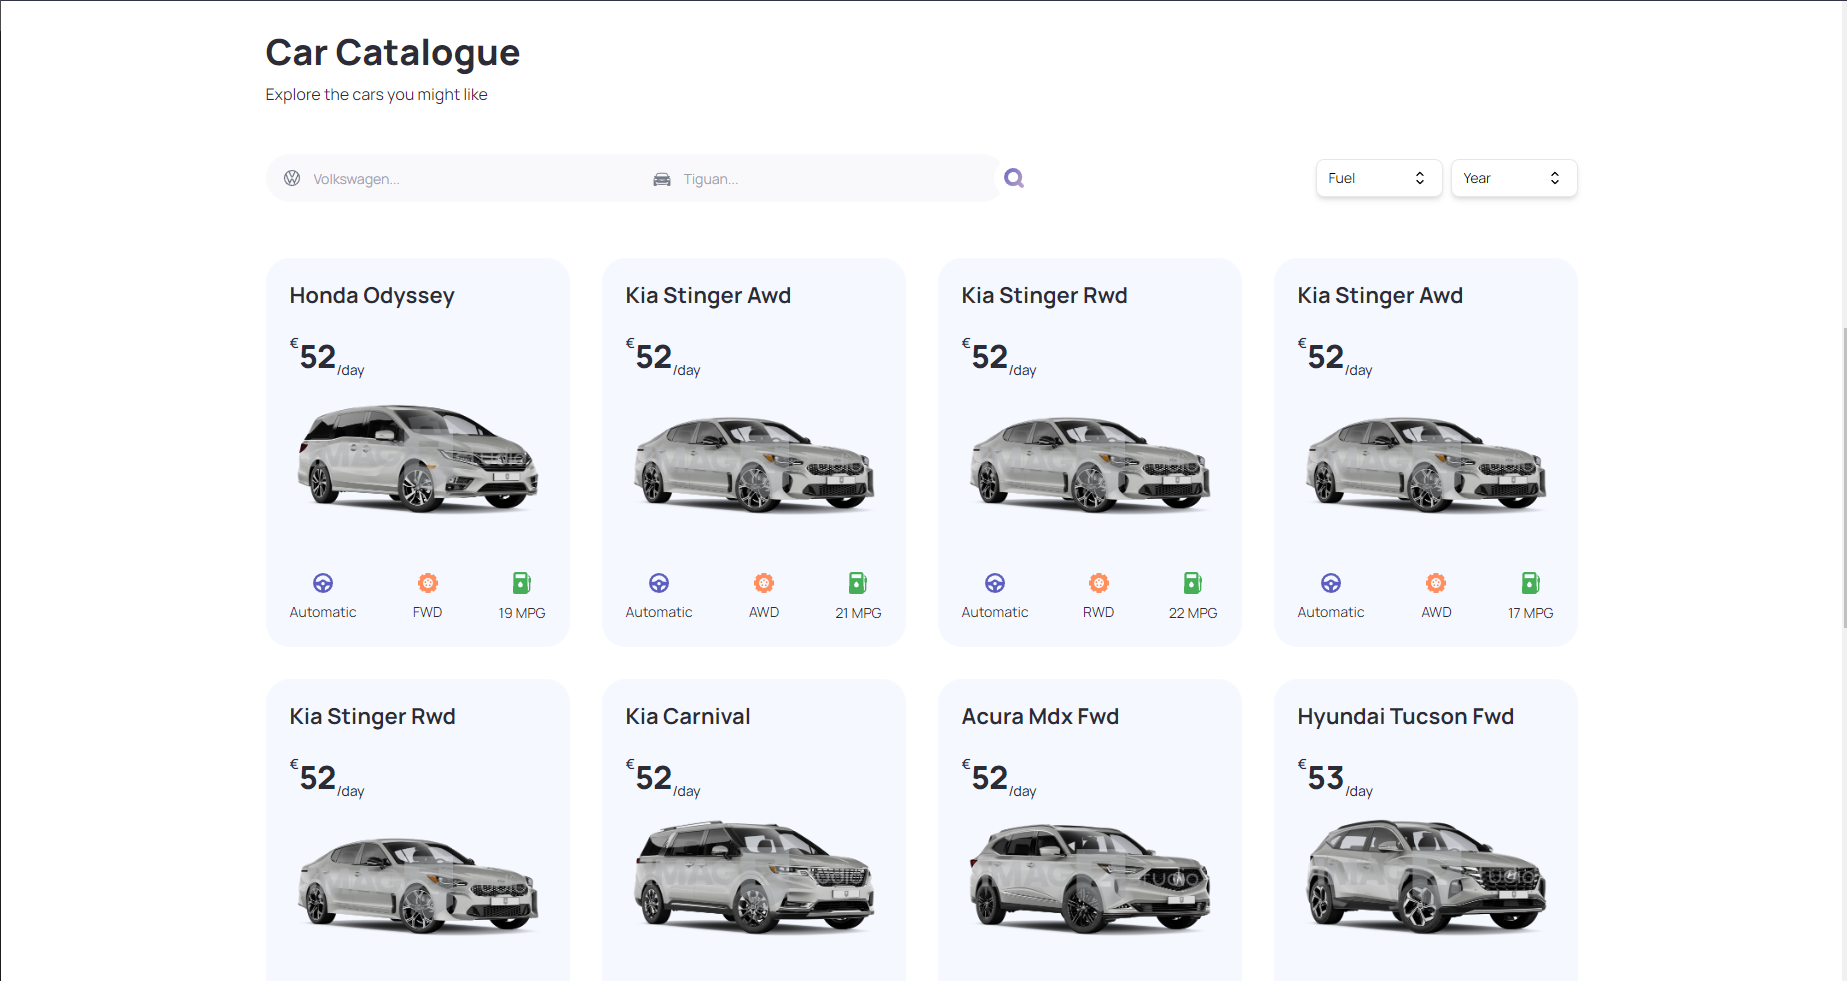 Car Catalogue
Explore the cars you might like
Volkswagen...
Tiguan...
Fuel
Year
Honda Odyssey
€52/day
Automatic
FWD
19 MPG
Kia Stinger Awd
€52/day
Automatic
AWD
21 MPG
Kia Stinger Rwd
€52/day
Automatic
RWD
22 MPG
Kia Stinger Awd
€52/day
Automatic
AWD
17 MPG
Kia Stinger Rwd
€52/day
Kia Carnival
€52/day
Acura Mdx Fwd
€52/day
Hyundai Tucson Fwd
€53/day